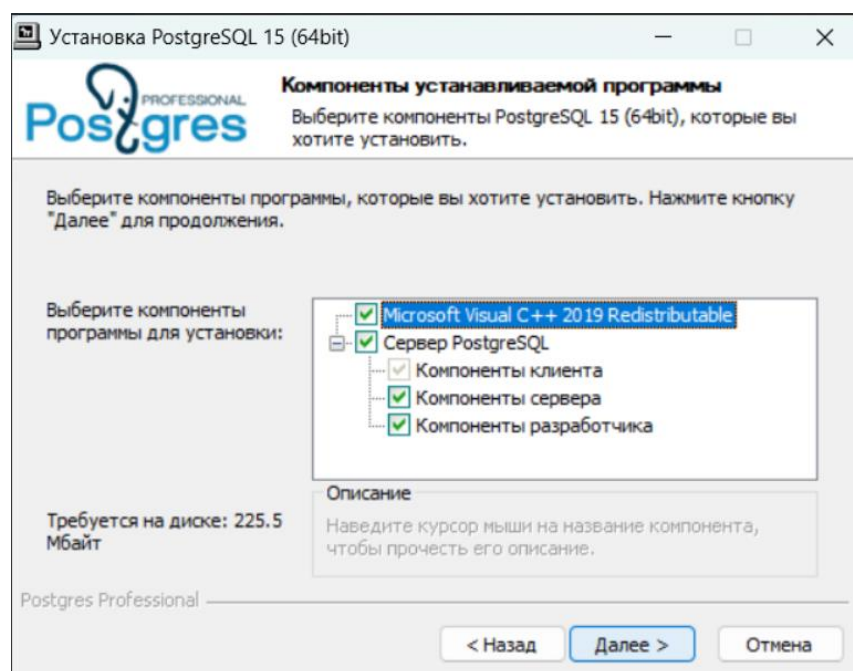 Установка PostgreSQL 15 (64bit)
PROFESSIONAL
Postgres
Компоненты устанавливаемой программы
Выберите компоненты PostgreSQL 15 (64bit), которые вы
хотите установить.
Выберите компоненты программы, которые вы хотите установить. Нажмите кнопку
"Далее" для продолжения.
Выберите компоненты
программы для установки:
Microsoft Visual C++ 2019 Redistributable
Сервер PostgreSQL
Компоненты клиента
Компоненты сервера
Компоненты разработчика
Требуется на диске: 225.5
Мбайт
Описание
Наведите курсор мыши на название компонента,
чтобы прочесть его описание.
Postgres Professional
< Назад
Далее >
Отмена